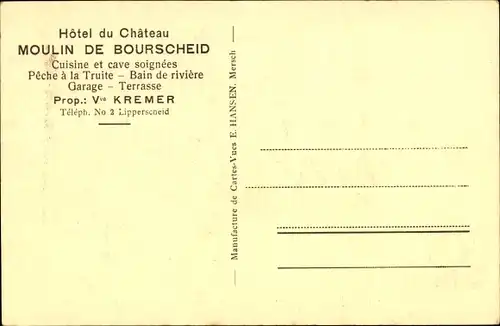 Hôtel du Château
MOULIN DE BOURSCHEID
Cuisine et cave soignées
Pêche à la Truite – Bain de rivière
Garage – Terrasse
Prop.: Vve KREMER
Téléph. No 2 Lipperscheid
Manufacture de Cartes-Vues E. HANSEN, Mersch